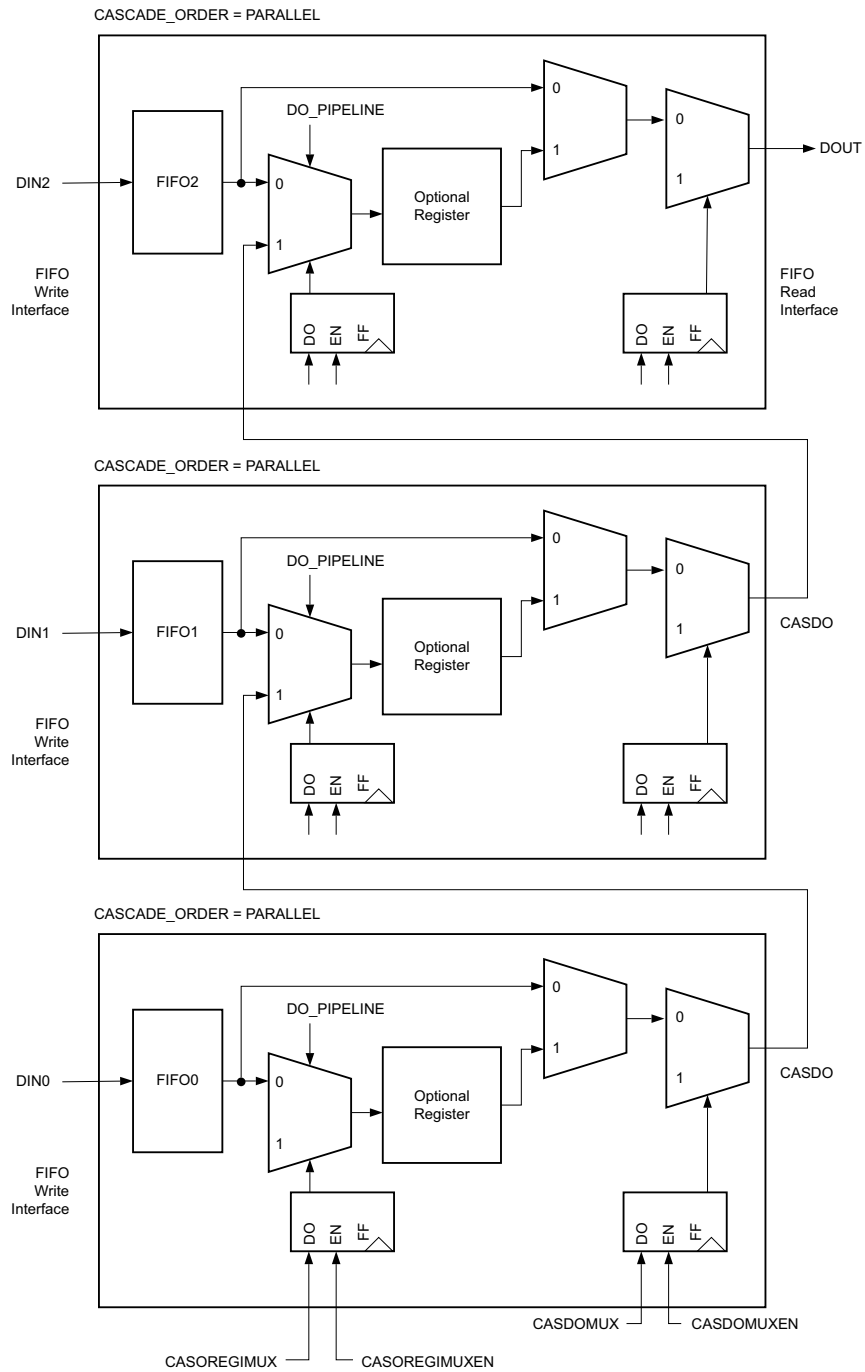 CASCADE_ORDER = PARALLEL
0
DO_PIPELINE
0
1
DOUT
DIN2
FIFO2
0
Optional
Register
1
1
FIFO
Write
Interface
DO
EN
FF
DO
EN
FF
FIFO
Read
Interface
CASCADE_ORDER = PARALLEL
0
DO_PIPELINE
0
1
DIN1
FIFO1
0
Optional
Register
1
CASDO
1
FIFO
Write
Interface
DO
EN
FF
DO
EN
FF
CASCADE_ORDER = PARALLEL
0
DO_PIPELINE
0
1
DIN0
FIFO0
0
Optional
Register
1
CASDO
1
FIFO
Write
Interface
DO
EN
FF
DO
EN
FF
CASDOMUX
CASDOMUXEN
CASOREGIMUX
CASOREGIMUXEN